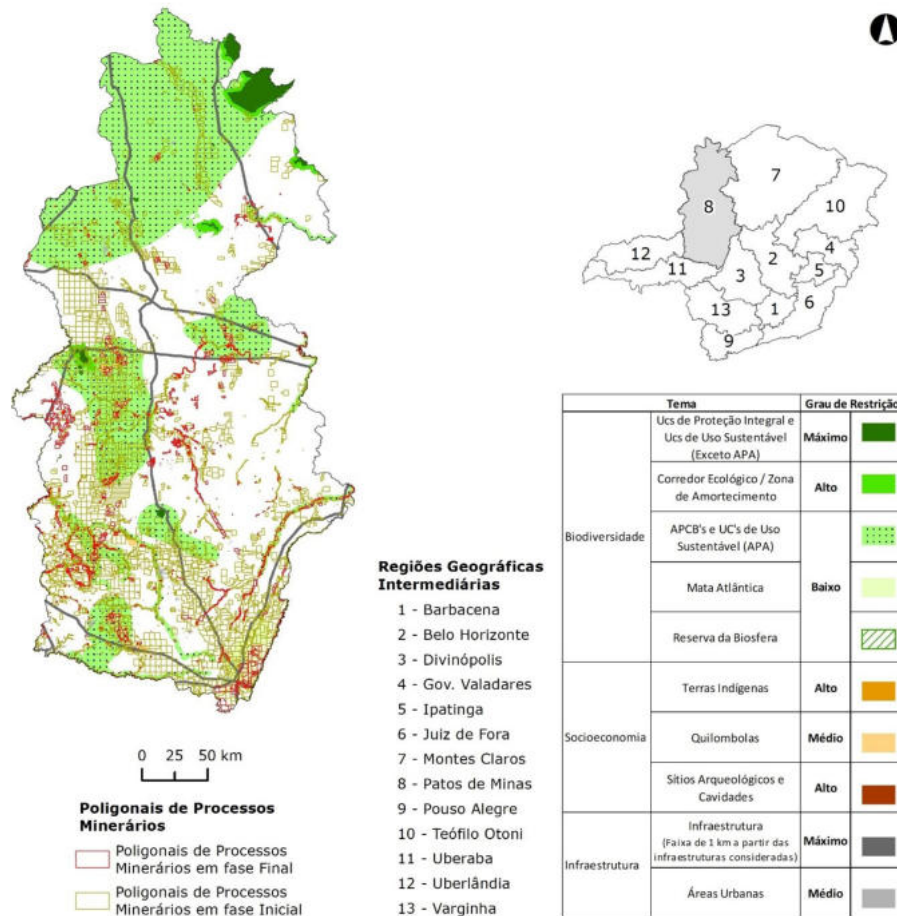 7
8
10
12
11
2
4
5
3
6
13
1
9
Tema
Grau de Restrição
Biodiversidade
Ucs de Proteção Integral e
Ucs de Uso Sustentável
(Exceto APA)
Máximo
Corredor Ecológico / Zona
de Amortecimento
Alto
APCB's e UC's de Uso
Sustentável (APA)
Mata Atlântica
Baixo
Reserva da Biosfera
Socioeconomia
Terras Indígenas
Alto
Quilombolas
Médio
Sítios Arqueológicos e
Cavidades
Alto
Infraestrutura
Infraestrutura
(Faixa de 1 km a partir das
infraestruturas consideradas)
Máximo
Áreas Urbanas
Médio
Regiões Geográficas
Intermediárias
1 - Barbacena
2 - Belo Horizonte
3 - Divinópolis
4 - Gov. Valadares
5 - Ipatinga
6 - Juiz de Fora
7 - Montes Claros
8 - Patos de Minas
9 - Pouso Alegre
10 - Teófilo Otoni
11 - Uberaba
12 - Uberlândia
13 - Varginha
0 25 50 km
Poligonais de Processos
Minerários
Poligonais de Processos
Minerários em fase Final
Poligonais de Processos
Minerários em fase Inicial